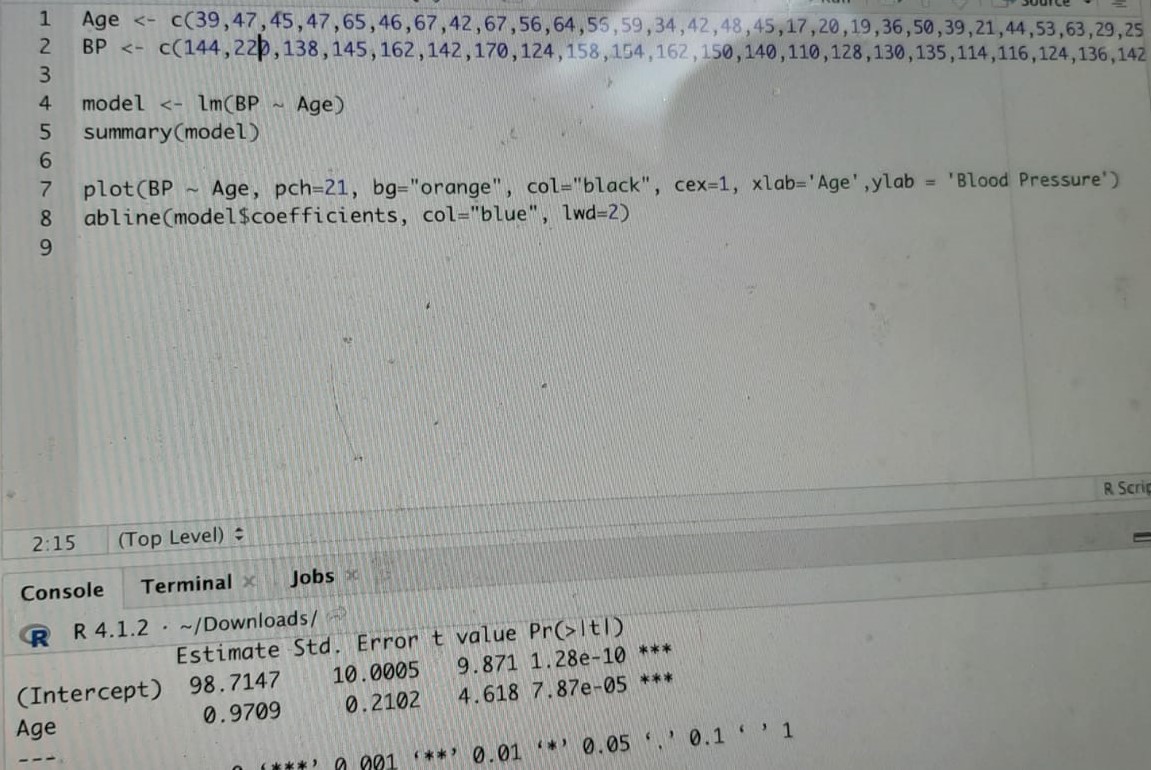 1 Age <- c(39,47,45,47,65,46,67,42,67,56,64,56,59,34,42,48,45,17,20,19,36,50,39,21,44,53,63,29,25
2 BP <- c(144,220,138,145,162,142,170,124,158,154,162,150,140,110,128,130,135,114,116,124,136,142
3
4 model <- lm(BP ~ Age)
5 summary(model)
6
7 plot(BP ~ Age, pch=21, bg="orange", col="black", cex=1, xlab='Age',ylab = 'Blood Pressure')
8 abline(model$coefficients, col="blue", lwd=2)
9
2:15 (Top Level)
Console Terminal × Jobs ×
R R 4.1.2 · ~/Downloads/
Estimate Std. Error t value Pr(>|t|)
(Intercept) 98.7147 10.0005 9.871 1.28e-10 ***
Age 0.9709 0.2102 4.618 7.87e-05 ***
---
0 ‘***’ 0.001 ‘**’ 0.01 ‘*’ 0.05 ‘.’ 0.1 ‘ ’ 1